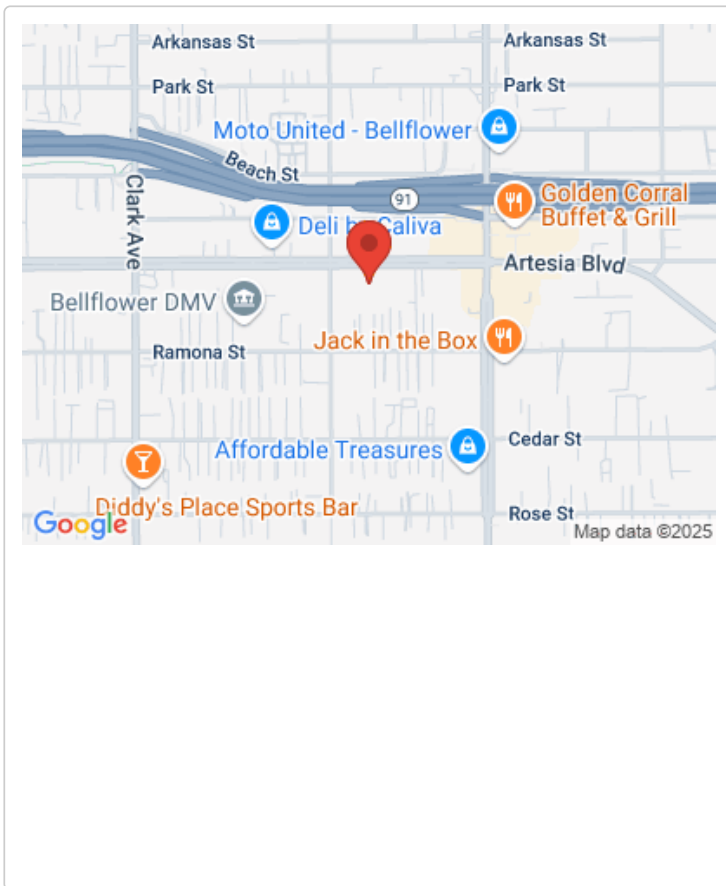 Arkansas St
Arkansas St
Park St
Park St
Moto United - Bellflower
Beach St
Clark Ave
91
Golden Corral
Buffet & Grill
Deli by Caliva
Artesia Blvd
Bellflower DMV
Jack in the Box
Ramona St
Cedar St
Affordable Treasures
Diddy's Place Sports Bar
Rose St
Google
Map data ©2025